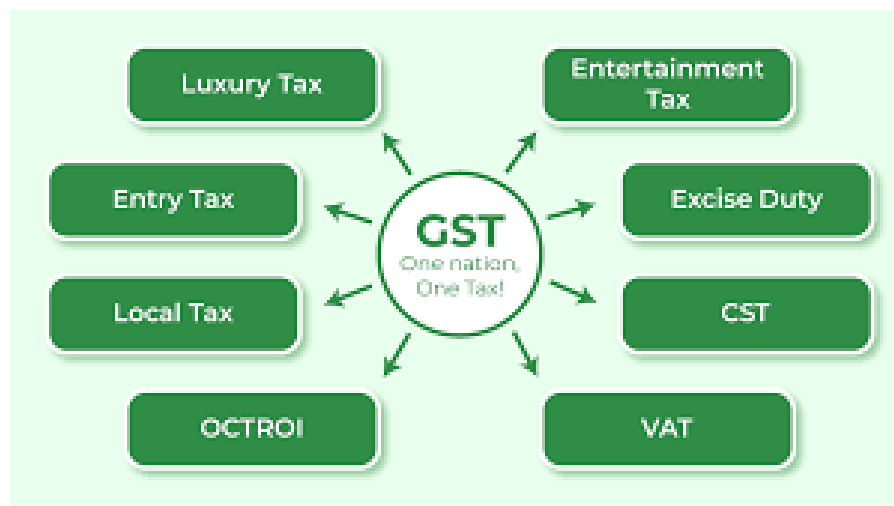 Luxury Tax
Entertainment
Tax
Entry Tax
Excise Duty
GST
One nation,
One Tax!
Local Tax
CST
OCTROI
VAT